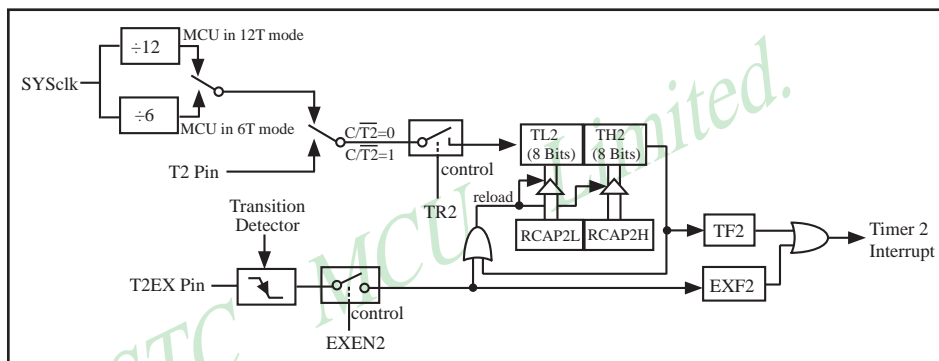 MCU in 12T mode
÷12
SYSclk
÷6
MCU in 6T mode
C/T2=0
C/T2=1
T2 Pin
control
TR2
TL2
(8 Bits)
TH2
(8 Bits)
reload
RCAP2L
RCAP2H
Transition
Detector
T2EX Pin
control
EXEN2
TF2
EXF2
Timer 2
Interrupt
STC MCU Limited.